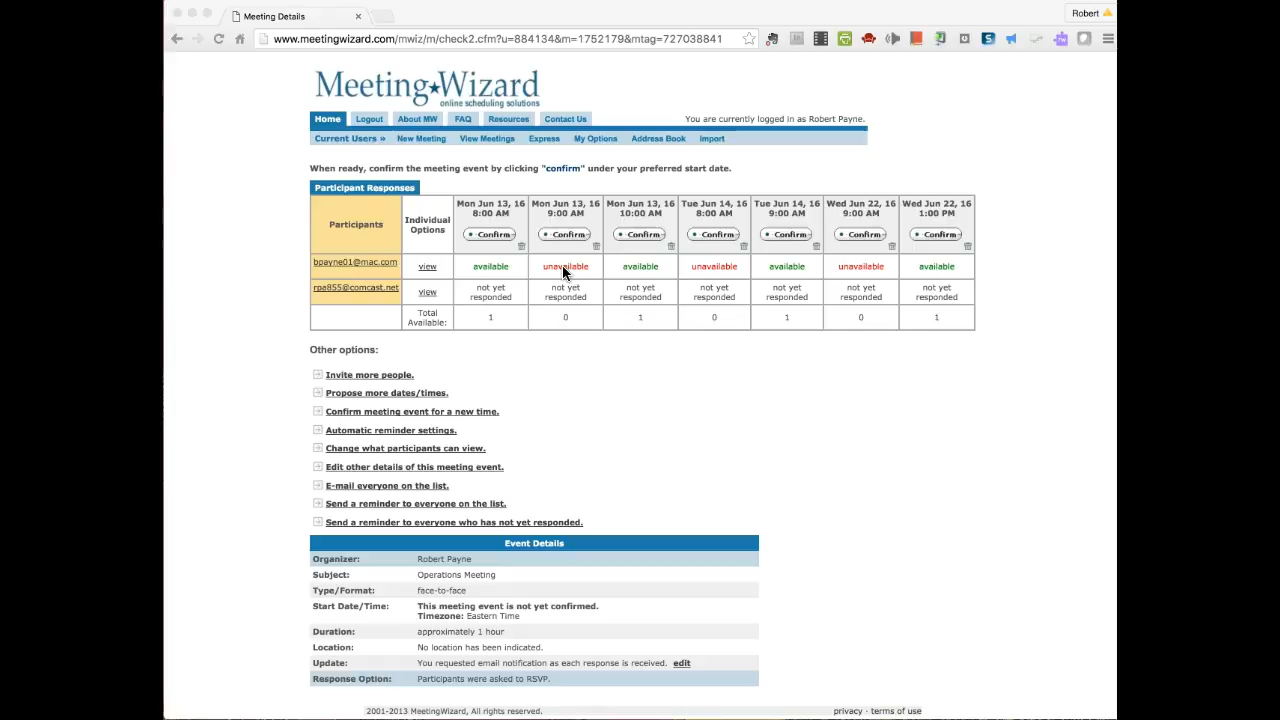 Meeting Details
Robert
www.meetingwizard.com/mwiz/m/check2.cfm?u=884134&m=1752179&mtag=727038841
Meeting Wizard
online scheduling solutions
Home Logout About MW FAQ Resources Contact Us You are currently logged in as Robert Payne.
Current Users » New Meeting View Meetings Express My Options Address Book Import
When ready, confirm the meeting event by clicking "confirm" under your preferred start date.
Participant Responses
Participants Individual Options Mon Jun 13, 16 8:00 AM Mon Jun 13, 16 9:00 AM Mon Jun 13, 16 10:00 AM Tue Jun 14, 16 8:00 AM Tue Jun 14, 16 9:00 AM Wed Jun 22, 16 9:00 AM Wed Jun 22, 16 1:00 PM
Confirm Confirm Confirm Confirm Confirm Confirm Confirm
bpayne01@mac.com view available unavailable available unavailable available unavailable available
rpa855@comcast.net view not yet responded not yet responded not yet responded not yet responded not yet responded not yet responded not yet responded
Total Available: 1 0 1 0 1 0 1
Other options:
Invite more people.
Propose more dates/times.
Confirm meeting event for a new time.
Automatic reminder settings.
Change what participants can view.
Edit other details of this meeting event.
E-mail everyone on the list.
Send a reminder to everyone on the list.
Send a reminder to everyone who has not yet responded.
Event Details
Organizer: Robert Payne
Subject: Operations Meeting
Type/Format: face-to-face
Start Date/Time: This meeting event is not yet confirmed.
Timezone: Eastern Time
Duration: approximately 1 hour
Location: No location has been indicated.
Update: You requested email notification as each response is received. edit
Response Option: Participants were asked to RSVP.
2001-2013 MeetingWizard, All rights reserved. privacy · terms of use